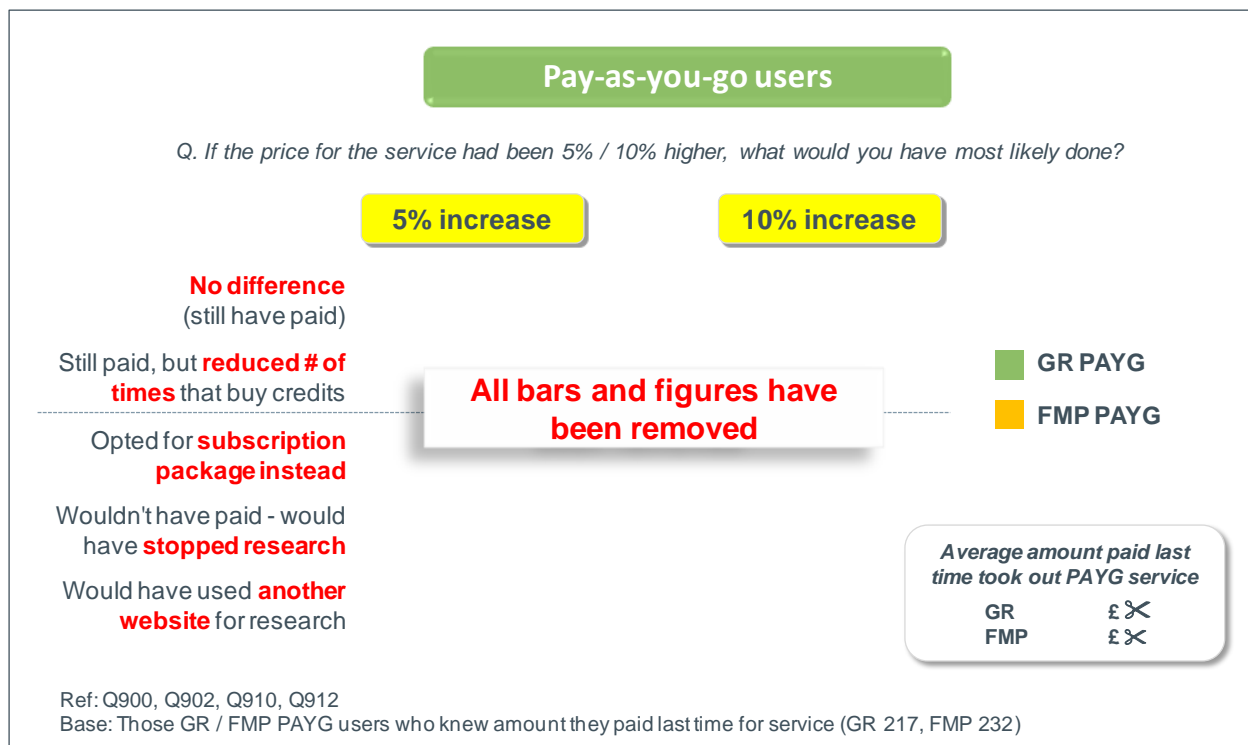 Pay-as-you-go users
Q. If the price for the service had been 5% / 10% higher, what would you have most likely done?
5% increase
10% increase
No difference
(still have paid)
Still paid, but reduced # of
times that buy credits
Opted for subscription
package instead
Wouldn't have paid - would
have stopped research
Would have used another
website for research
All bars and figures have
been removed
GR PAYG
FMP PAYG
Average amount paid last
time took out PAYG service
GR £
FMP £
Ref: Q900, Q902, Q910, Q912
Base: Those GR / FMP PAYG users who knew amount they paid last time for service (GR 217, FMP 232)